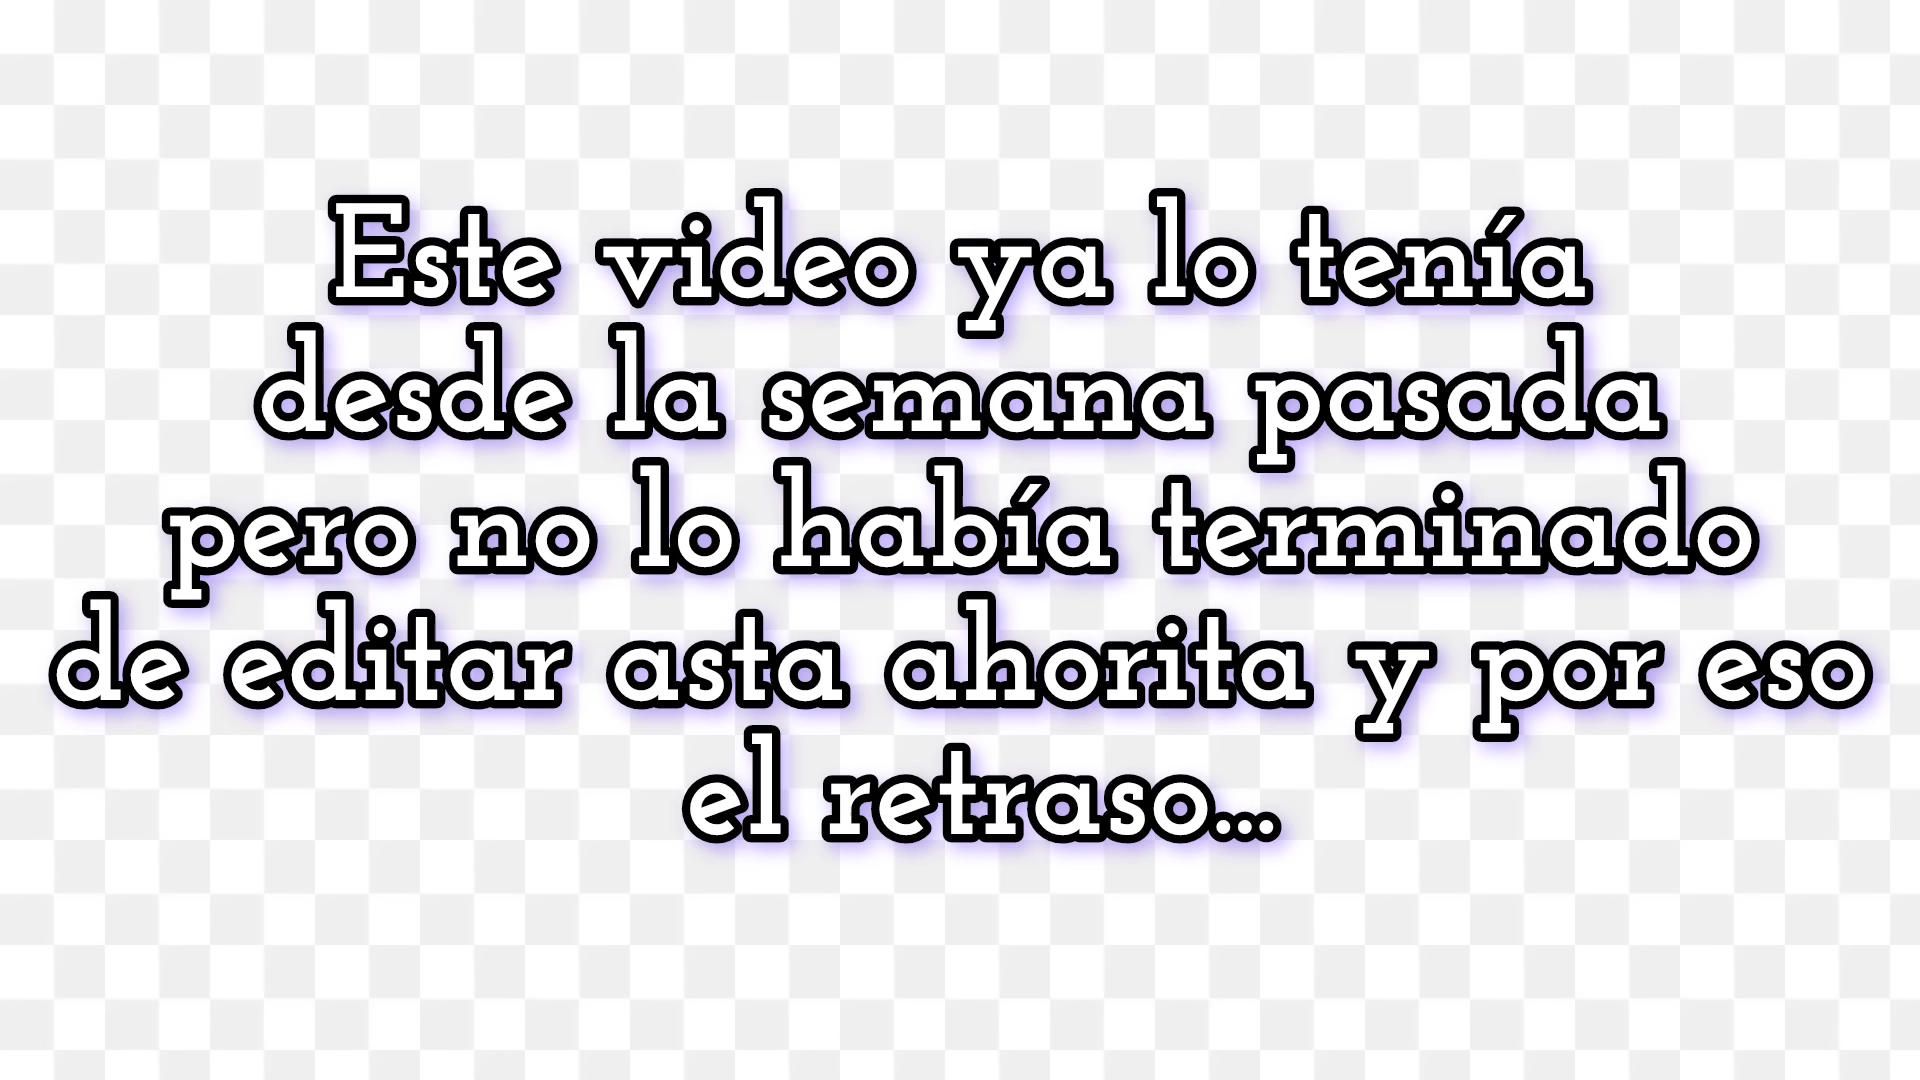 Este video ya lo tenía
desde la semana pasada
pero no lo había terminado
de editar asta ahorita y por eso
el retraso...